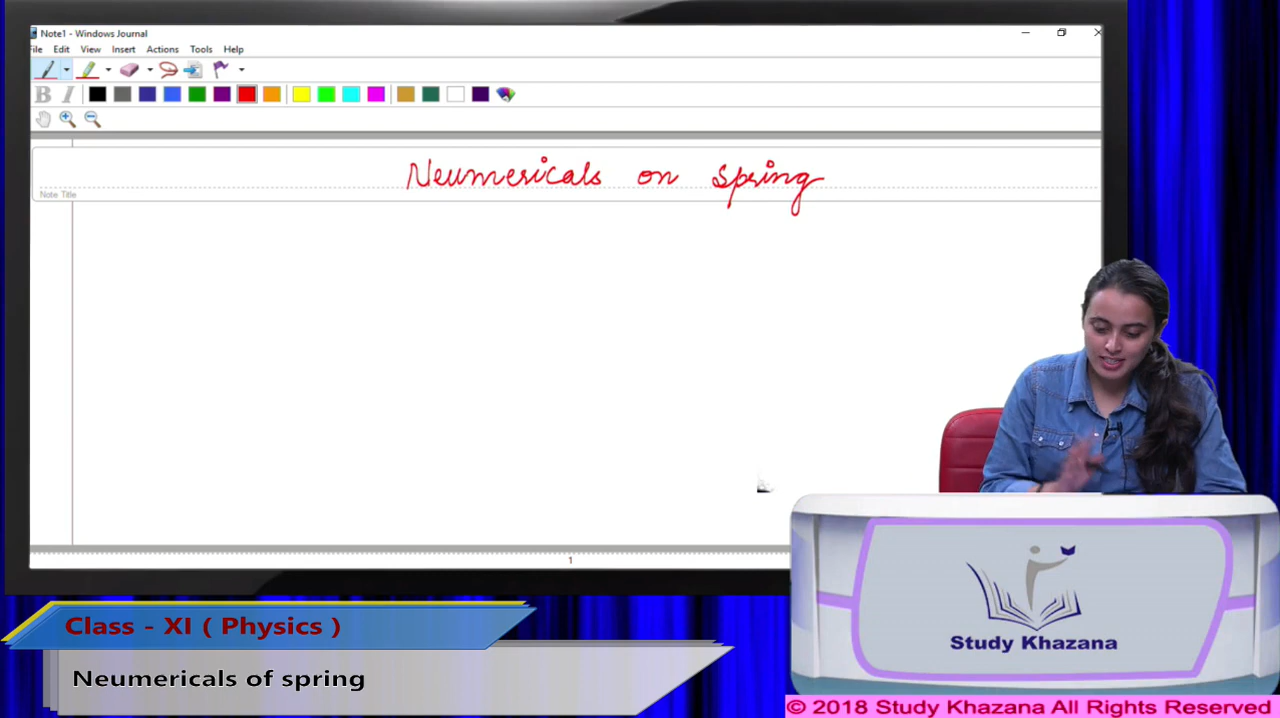 Note1 - Windows Journal
File Edit View Insert Actions Tools Help
B I
Neumericals on spring
Note Title
1
Study Khazana
Class - XI ( Physics )
Neumericals of spring
© 2018 Study Khazana All Rights Reserved